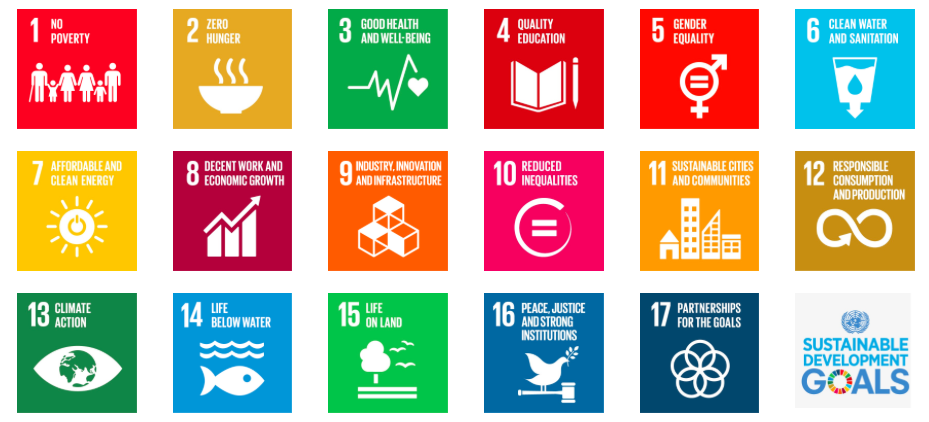 1 NO
POVERTY
2 ZERO
HUNGER
3 GOOD HEALTH
AND WELL-BEING
4 QUALITY
EDUCATION
5 GENDER
EQUALITY
6 CLEAN WATER
AND SANITATION
7 AFFORDABLE AND
CLEAN ENERGY
8 DECENT WORK AND
ECONOMIC GROWTH
9 INDUSTRY, INNOVATION
AND INFRASTRUCTURE
10 REDUCED
INEQUALITIES
11 SUSTAINABLE CITIES
AND COMMUNITIES
12 RESPONSIBLE
CONSUMPTION
AND PRODUCTION
13 CLIMATE
ACTION
14 LIFE
BELOW WATER
15 LIFE
ON LAND
16 PEACE, JUSTICE
AND STRONG
INSTITUTIONS
17 PARTNERSHIPS
FOR THE GOALS
SUSTAINABLE
DEVELOPMENT
GOALS